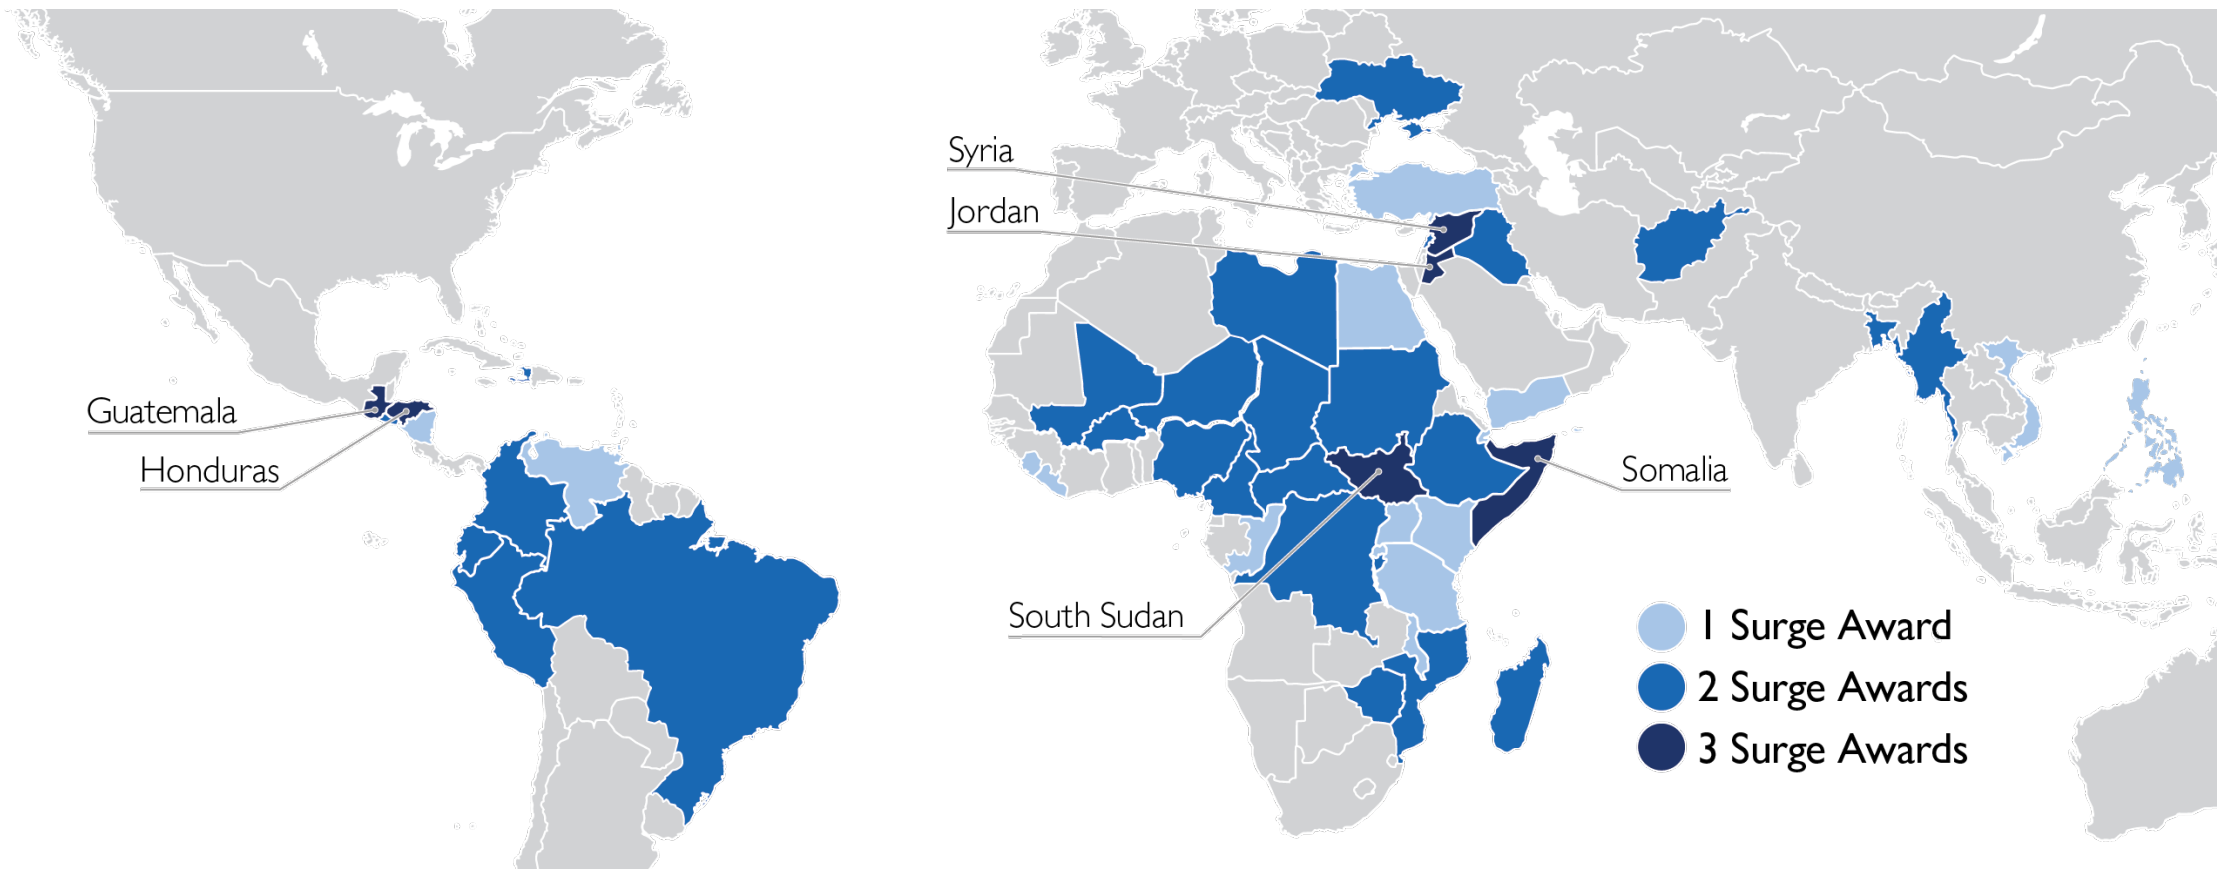 Syria
Jordan
Guatemala
Honduras
Somalia
South Sudan
1 Surge Award
2 Surge Awards
3 Surge Awards